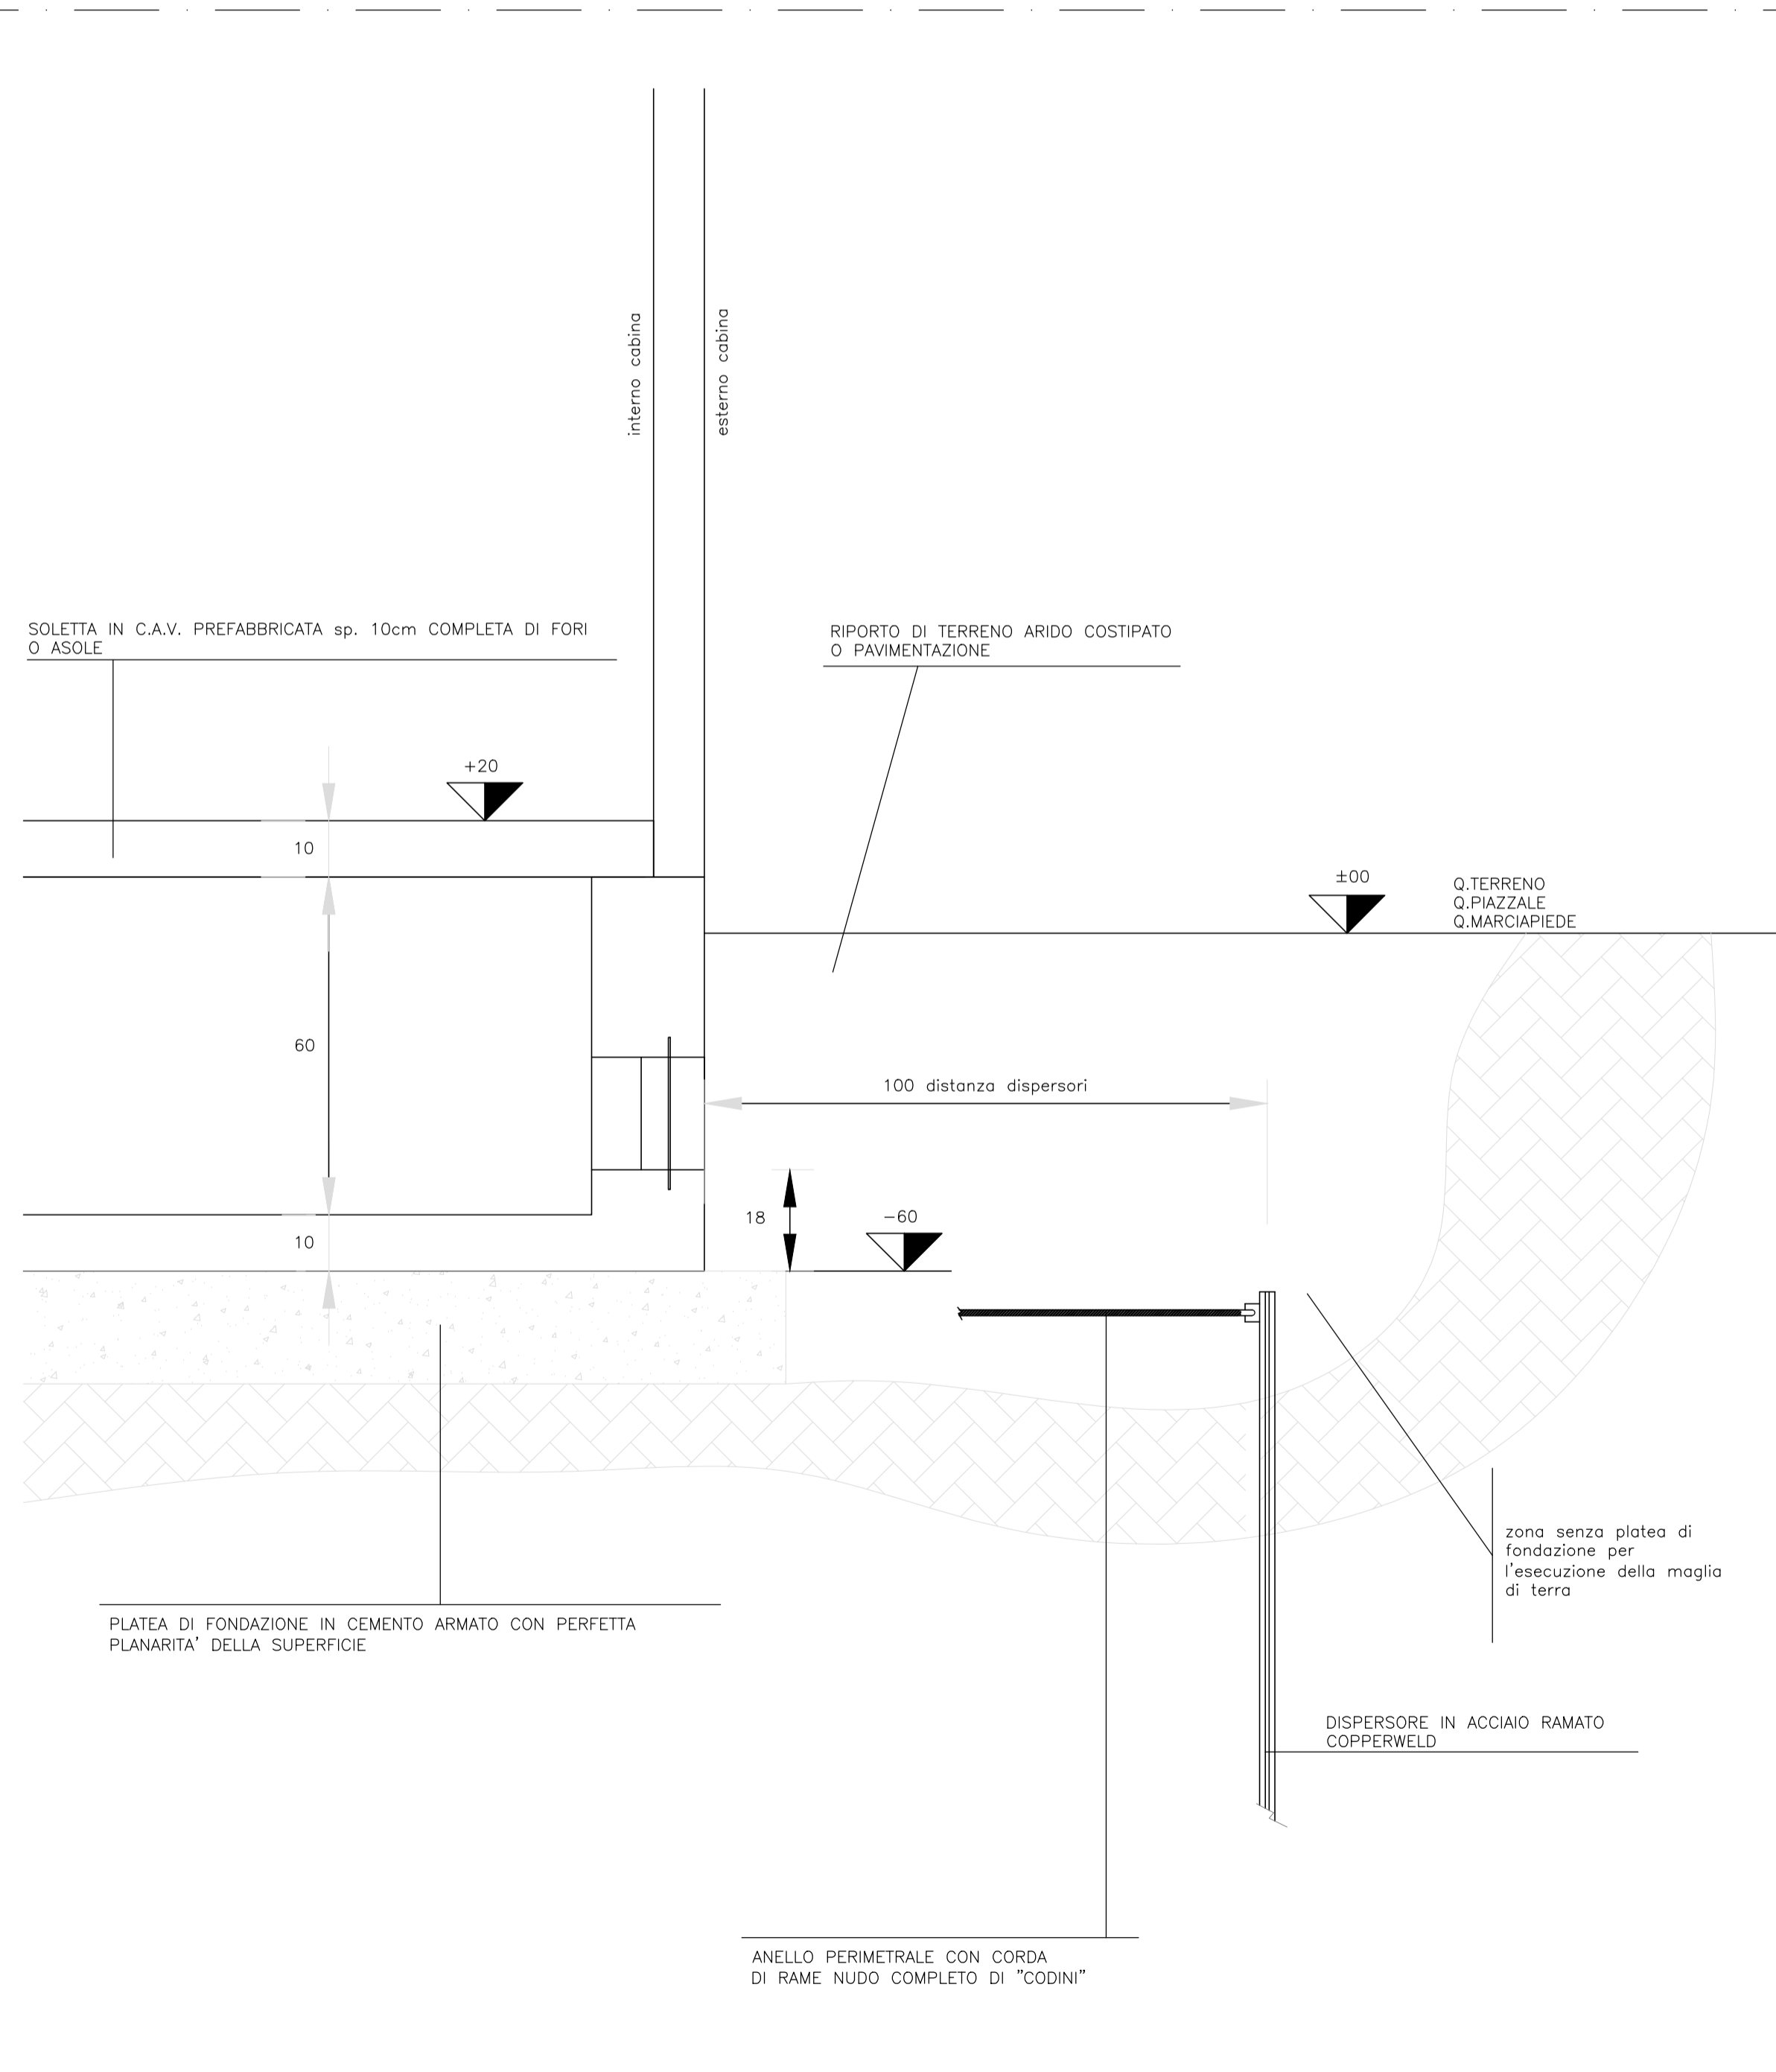 interno cabina
esterno cabina
SOLETTA IN C.A.V. PREFABBRICATA sp. 10cm COMPLETA DI FORI
O ASOLE
RIPORTO DI TERRENO ARIDO COSTIPATO
O PAVIMENTAZIONE
+20
10
±00
Q.TERRENO
Q.PIAZZALE
Q.MARCIAPIEDE
60
100 distanza dispersori
18
-60
10
zona senza platea di
fondazione per
l'esecuzione della maglia
di terra
PLATEA DI FONDAZIONE IN CEMENTO ARMATO CON PERFETTA
PLANARITA' DELLA SUPERFICIE
DISPERSORE IN ACCIAIO RAMATO
COPPERWELD
ANELLO PERIMETRALE CON CORDA
DI RAME NUDO COMPLETO DI "CODINI"